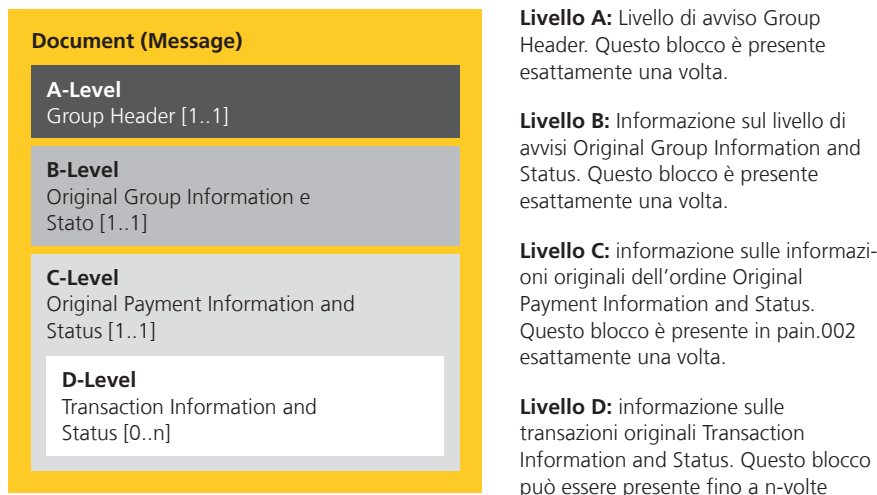 Document (Message)
A-Level
Group Header [1..1]
B-Level
Original Group Information e
Stato [1..1]
C-Level
Original Payment Information and
Status [1..1]
D-Level
Transaction Information and
Status [0..n]
Livello A: Livello di avviso Group
Header. Questo blocco è presente
esattamente una volta.
Livello B: Informazione sul livello di
avvisi Original Group Information and
Status. Questo blocco è presente
esattamente una volta.
Livello C: informazione sulle informazi-
oni originali dell’ordine Original
Payment Information and Status.
Questo blocco è presente in pain.002
esattamente una volta.
Livello D: informazione sulle
transazioni originali Transaction
Information and Status. Questo blocco
può essere presente fino a n-volte